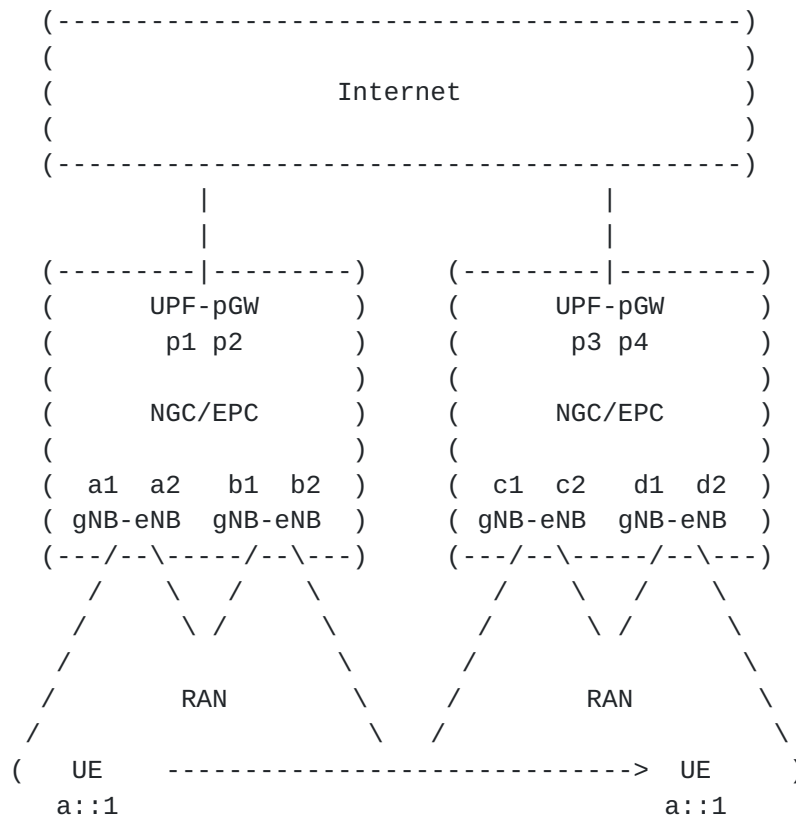 (--------------------------------------------)
(                                            )
(                  Internet                  )
(                                            )
(--------------------------------------------)
          |                         |
          |                         |
(---------|---------)     (---------|---------)
(      UPF-pGW      )     (      UPF-pGW      )
(       p1 p2       )     (       p3 p4       )
(                   )     (                   )
(      NGC/EPC      )     (      NGC/EPC      )
(                   )     (                   )
(  a1  a2   b1  b2  )     (  c1  c2   d1  d2  )
( gNB-eNB  gNB-eNB  )     ( gNB-eNB  gNB-eNB  )
(---/--\-----/--\---)     (---/--\-----/--\---)
   /    \   /    \           /    \   /    \
  /      \ /      \         /      \ /      \
 /                 \       /                 \
/        RAN        \     /        RAN        \
/                     \   /                     \
(   UE    ------------------------------>  UE     )
a::1                                   a::1